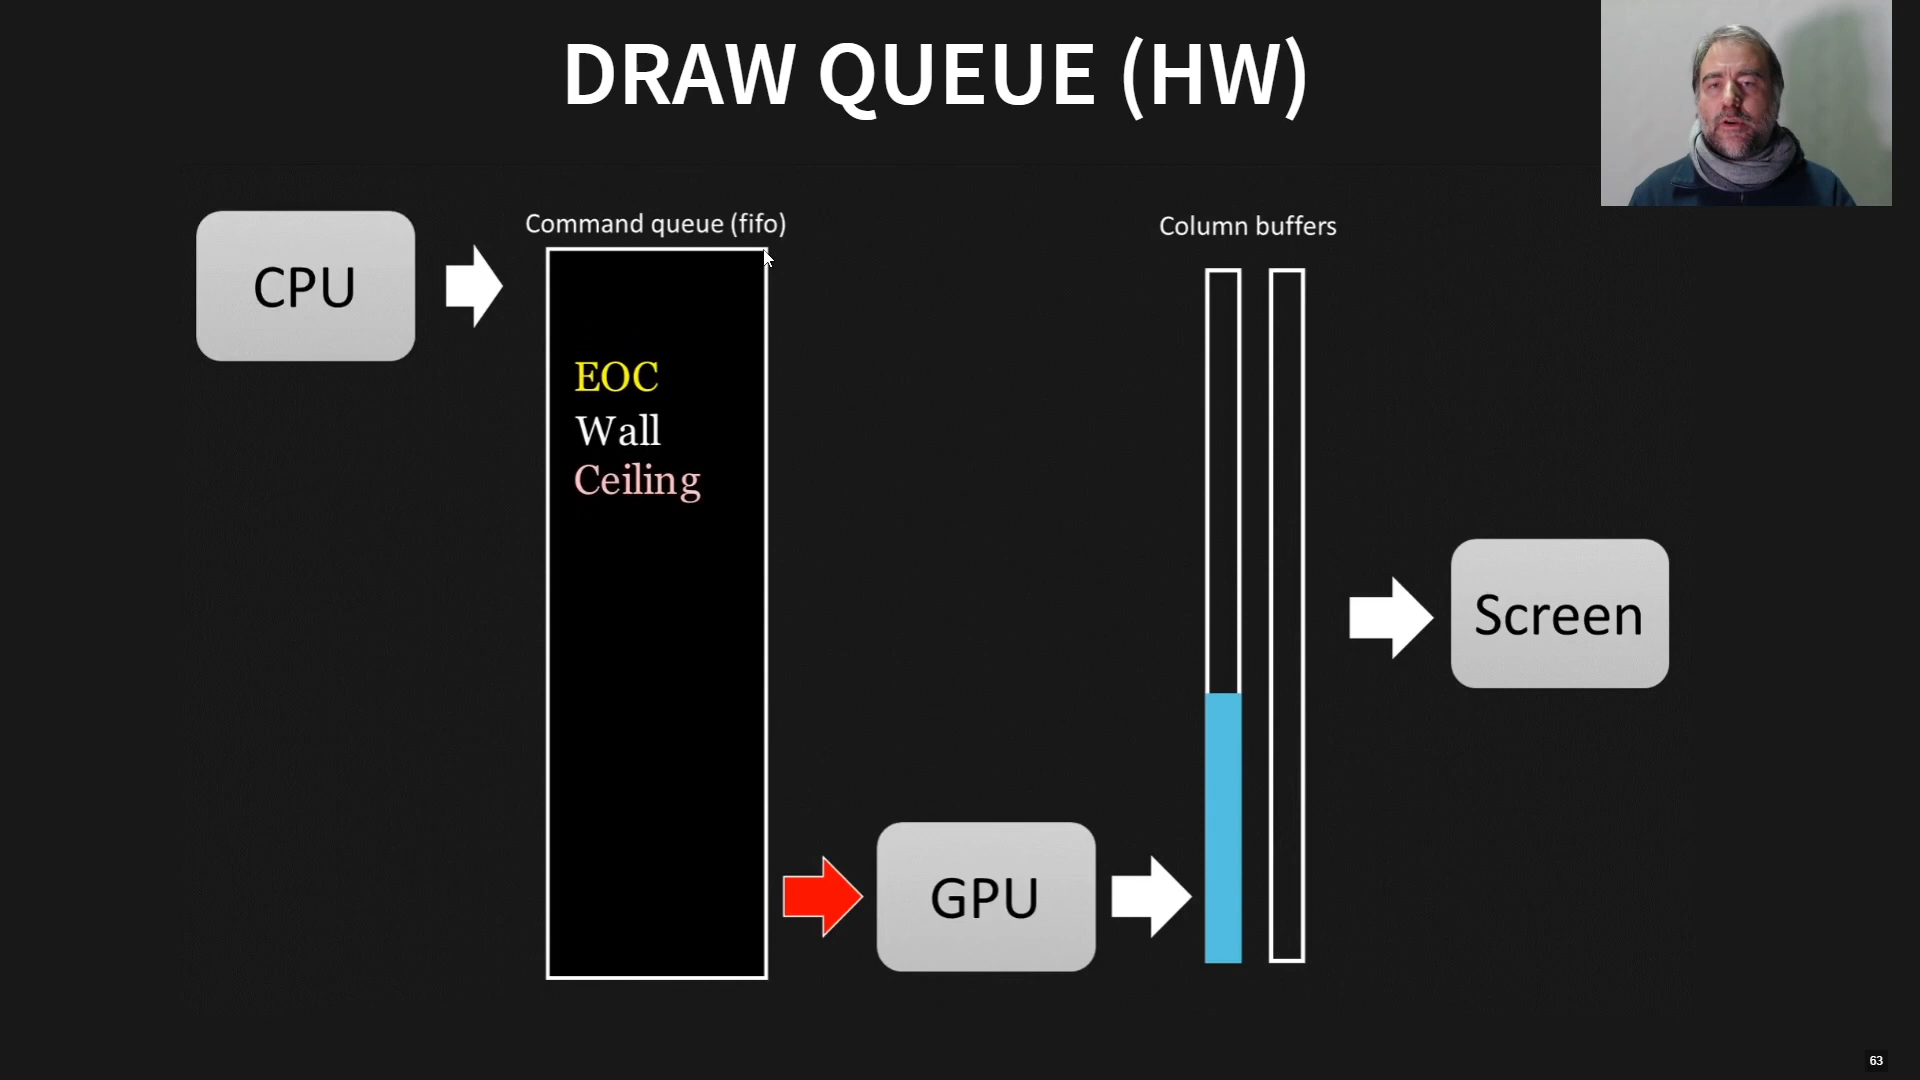 DRAW QUEUE (HW)
Command queue (fifo)
Column buffers
CPU
EOC
Wall
Ceiling
Screen
GPU
63